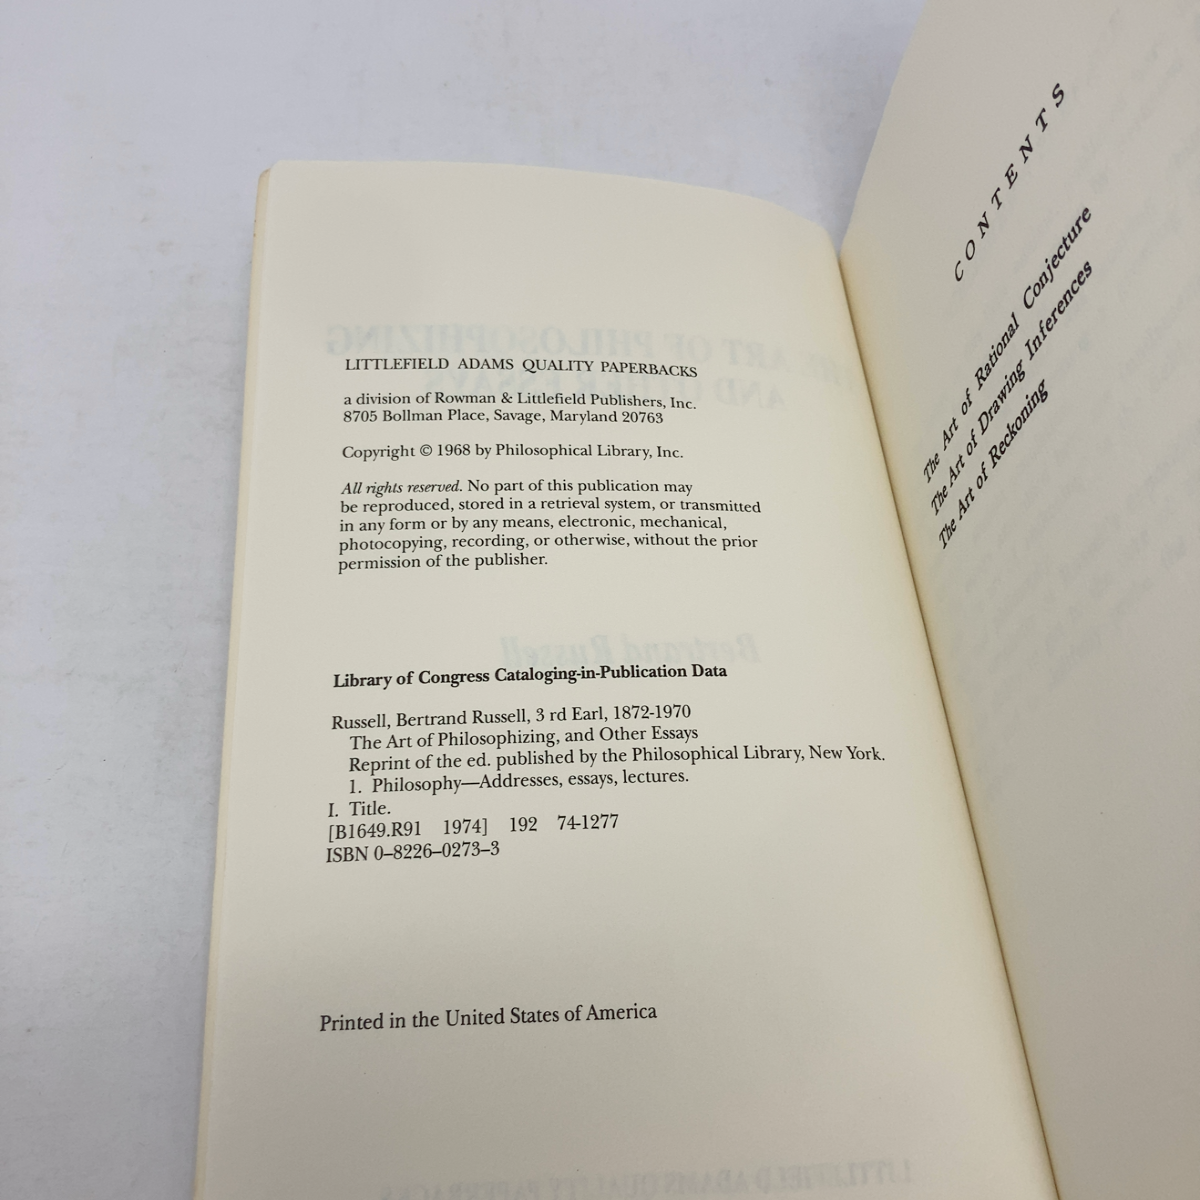 LITTLEFIELD ADAMS QUALITY PAPERBACKS
a division of Rowman & Littlefield Publishers, Inc.
8705 Bollman Place, Savage, Maryland 20763
Copyright © 1968 by Philosophical Library, Inc.
All rights reserved. No part of this publication may
be reproduced, stored in a retrieval system, or transmitted
in any form or by any means, electronic, mechanical,
photocopying, recording, or otherwise, without the prior
permission of the publisher.
Library of Congress Cataloging-in-Publication Data
Russell, Bertrand Russell, 3 rd Earl, 1872-1970
The Art of Philosophizing, and Other Essays
Reprint of the ed. published by the Philosophical Library, New York.
1. Philosophy—Addresses, essays, lectures.
I. Title.
[B1649.R91 1974] 192 74-1277
ISBN 0–8226–0273–3
Printed in the United States of America
CONTENTS
The Art of Rational Conjecture
The Art of Drawing Inferences
The Art of Reckoning